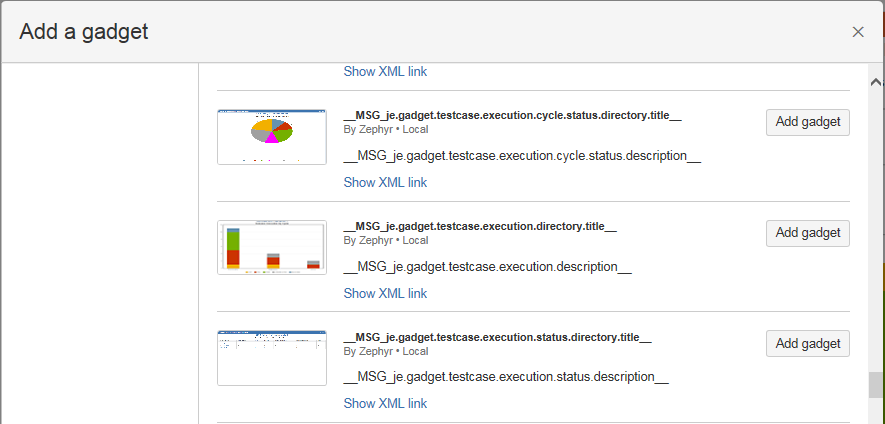 Add a gadget
Show XML link
__MSG_je.gadget.testcase.execution.cycle.status.directory.title__
Add gadget
By Zephyr • Local
__MSG_je.gadget.testcase.execution.cycle.status.description__
Show XML link
__MSG_je.gadget.testcase.execution.directory.title__
Add gadget
By Zephyr • Local
__MSG_je.gadget.testcase.execution.description__
Show XML link
__MSG_je.gadget.testcase.execution.status.directory.title__
Add gadget
By Zephyr • Local
__MSG_je.gadget.testcase.execution.status.description__
Show XML link